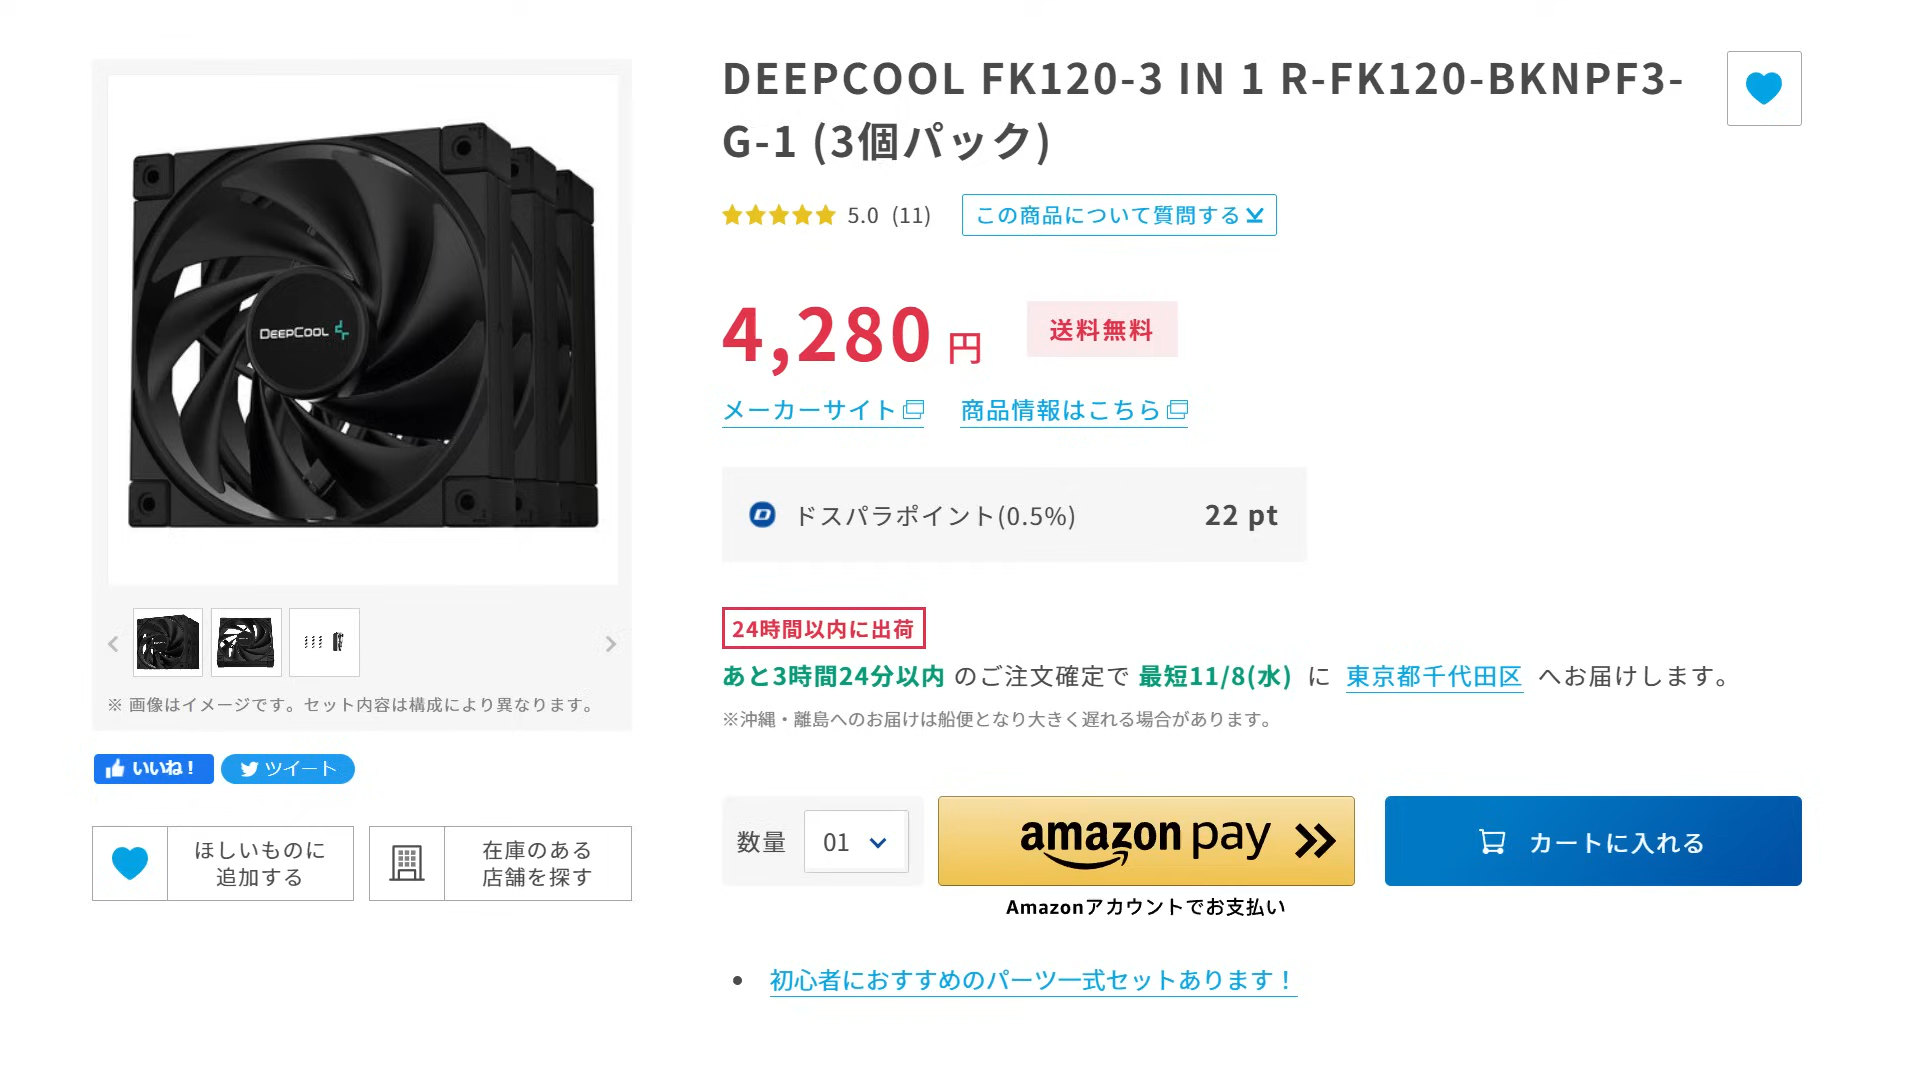 DEEPCOOL FK120-3 IN 1 R-FK120-BKNPF3-
G-1 (3個パック)
5.0 (11)
この商品について質問する
4,280 円
送料無料
メーカーサイト
商品情報はこちら
ドスパラポイント(0.5%)
22 pt
24時間以内に出荷
あと3時間24分以内 のご注文確定で 最短11/8(水) に 東京都千代田区 へお届けします。
※沖縄・離島へのお届けは船便となり大きく遅れる場合があります。
数量
01
amazon pay
カートに入れる
Amazonアカウントでお支払い
初心者におすすめのパーツ一式セットあります！
DEEPCOOL
※ 画像はイメージです。セット内容は構成により異なります。
いいね！
ツイート
ほしいものに
追加する
在庫のある
店舗を探す